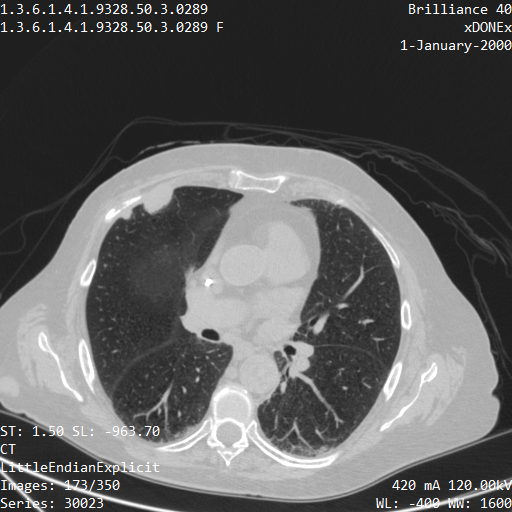 1.3.6.1.4.1.9328.50.3.0289
1.3.6.1.4.1.9328.50.3.0289 F
Brilliance 40
xDONEx
1-January-2000
ST: 1.50 SL: -963.70
CT
LittleEndianExplicit
Images: 173/350
Series: 30023
420 mA 120.00kV
WL: -400 WW: 1600